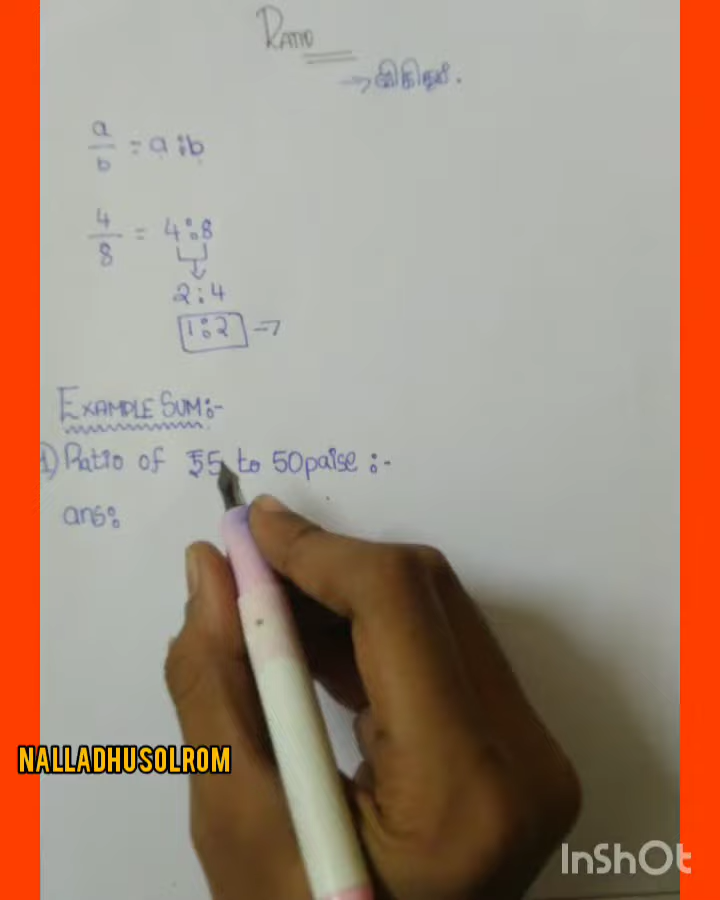 RATIO
→ விகிதம்.
a/b = a:b
4/8 = 4:8
2:4
1:2 →
EXAMPLE SUM:-
1) Ratio of ₹5 to 50paise :-
ans:
NALLADHUSOLROM
InShOt